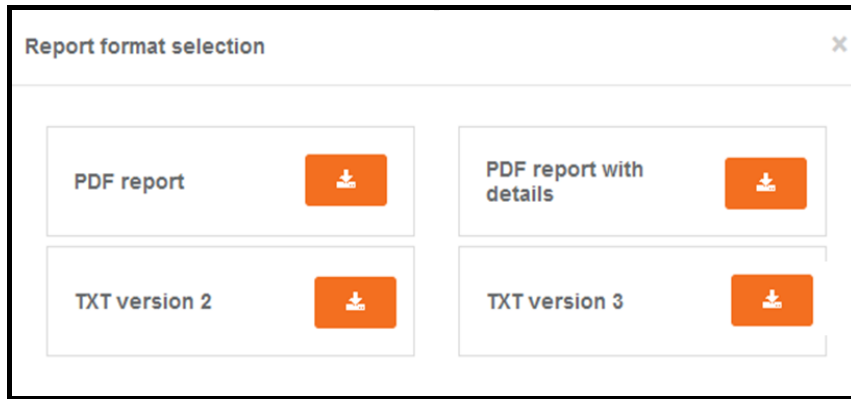 Report format selection
PDF report
PDF report with
details
TXT version 2
TXT version 3